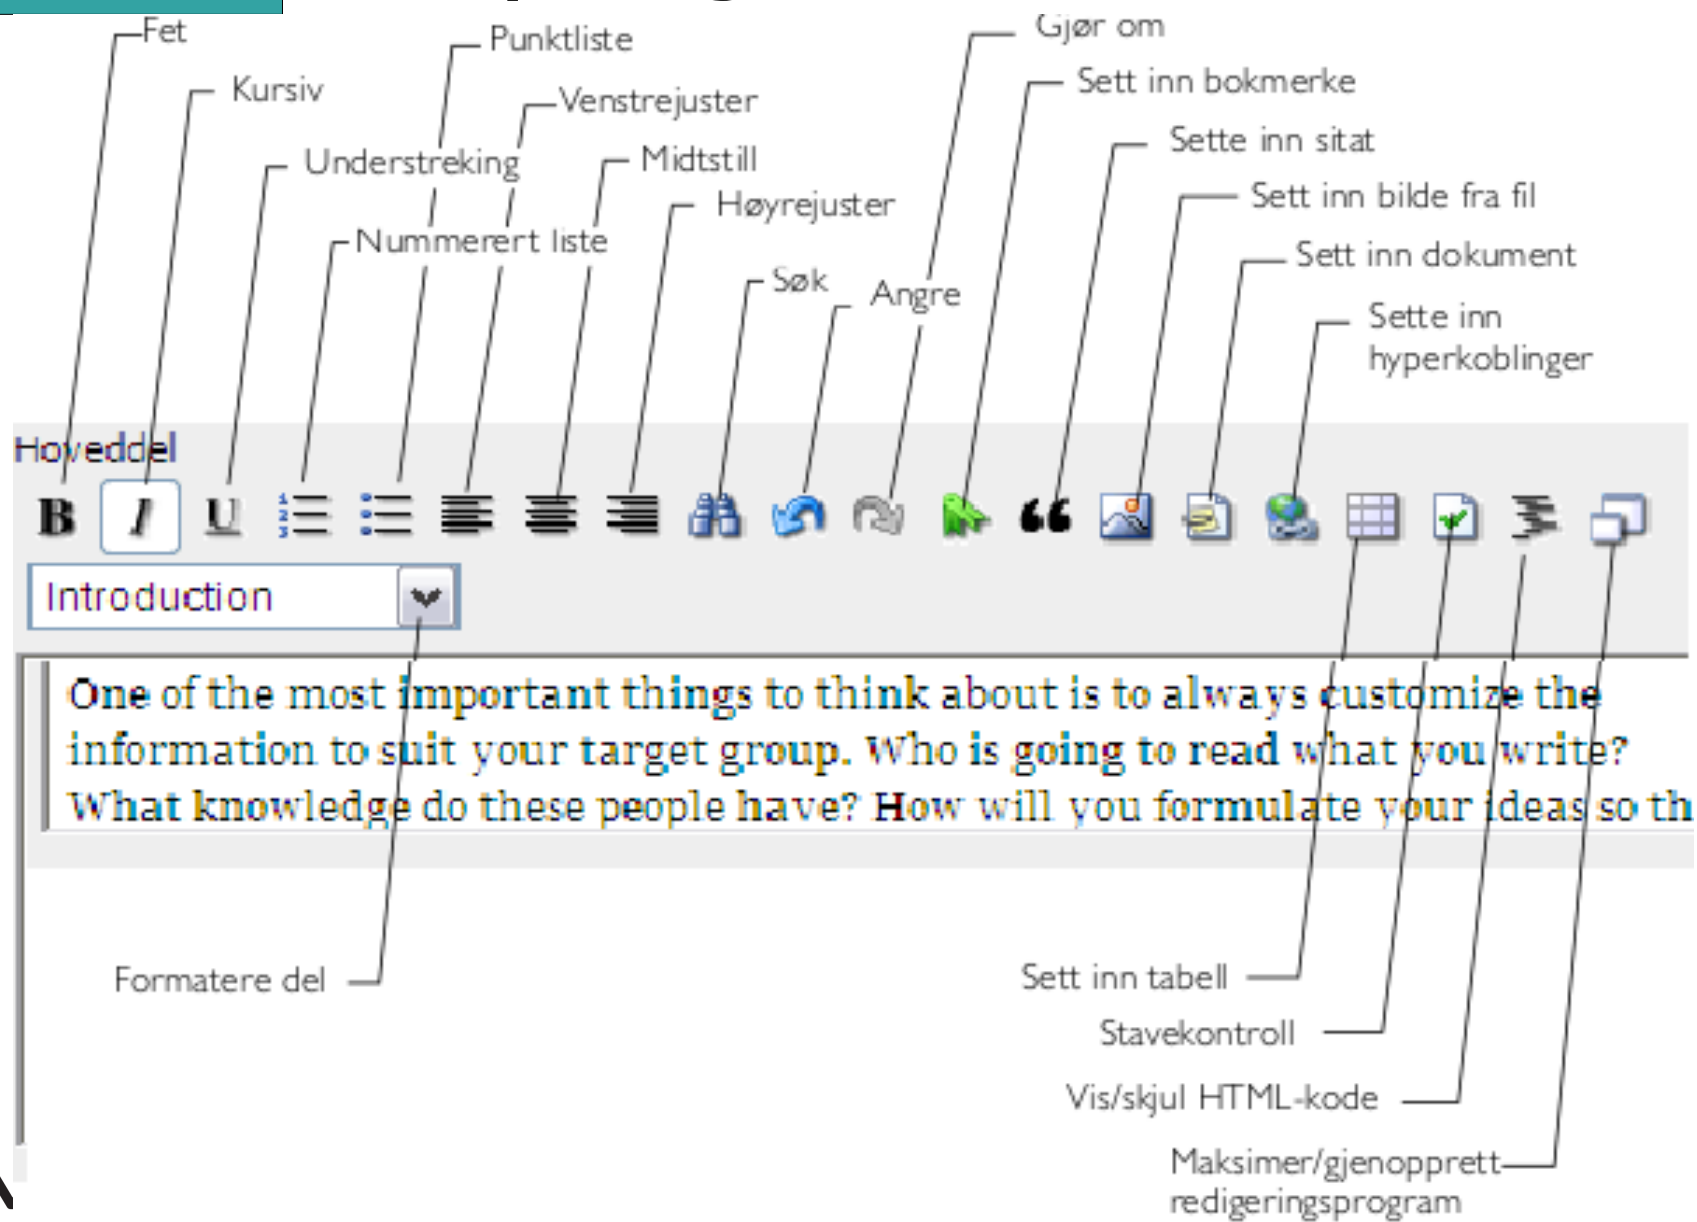 Fet
Punktliste
Gjør om
Kursiv
Venstrejuster
Sett inn bokmerke
Understreking
Midtstill
Sette inn sitat
Nummerert liste
Høyrejuster
Sett inn bilde fra fil
Søk
Angre
Sett inn dokument
Sette inn
hyperkoblinger
Hoveddel
B I U
Introduction
One of the most important things to think about is to always customize the
information to suit your target group. Who is going to read what you write?
What knowledge do these people have? How will you formulate your ideas so th
Formatere del
Sett inn tabell
Stavekontroll
Vis/skjul HTML-kode
Maksimer/gjenopprett
redigeringsprogram